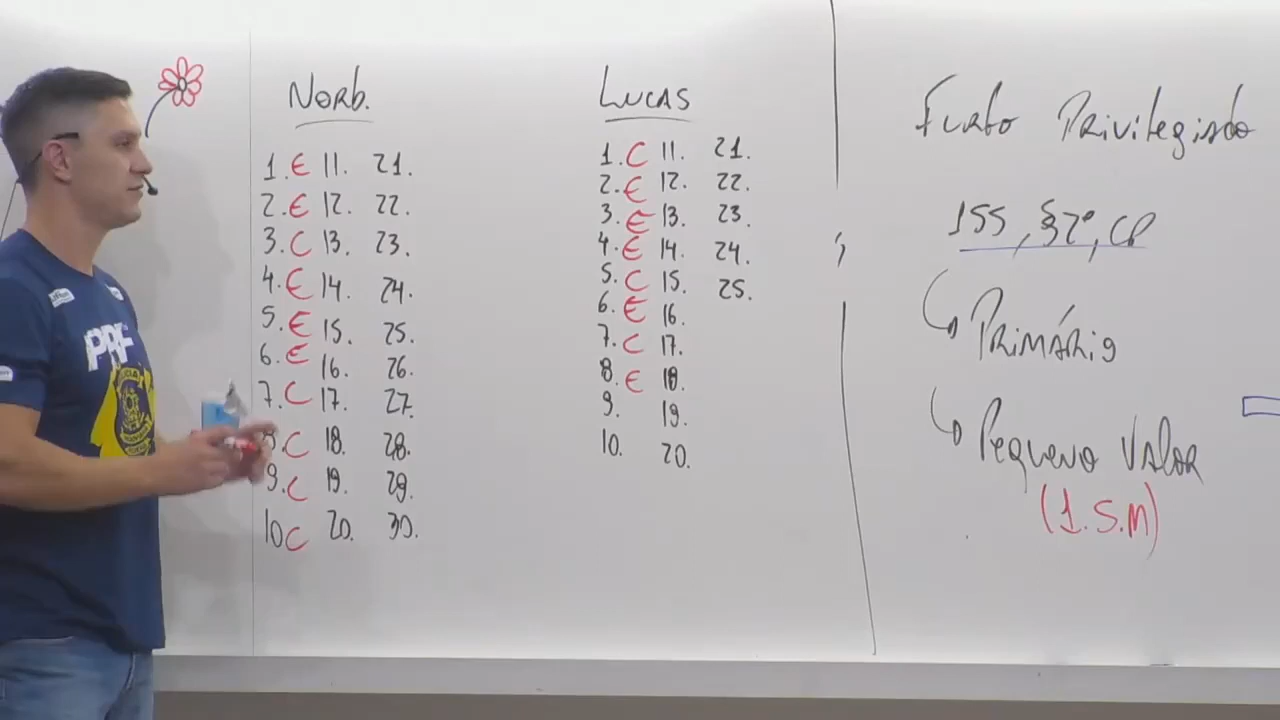 Norb.
1. E 11. 21.
2. E 12. 22.
3. C 13. 23.
4. E 14. 24.
5. E 15. 25.
6. E 16. 26.
7. C 17. 27.
8. C 18. 28.
9. C 19. 29.
10 C 20. 30.
Lucas
1. C 11. 21.
2. E 12. 22.
3. E 13. 23.
4. E 14. 24.
5. C 15. 25.
6. E 16.
7. C 17.
8. E 18.
9. 19.
10. 20.
Furto Privilegiado
155, §2º, CP
Primário
Pequeno Valor
(1.S.M)
PRF